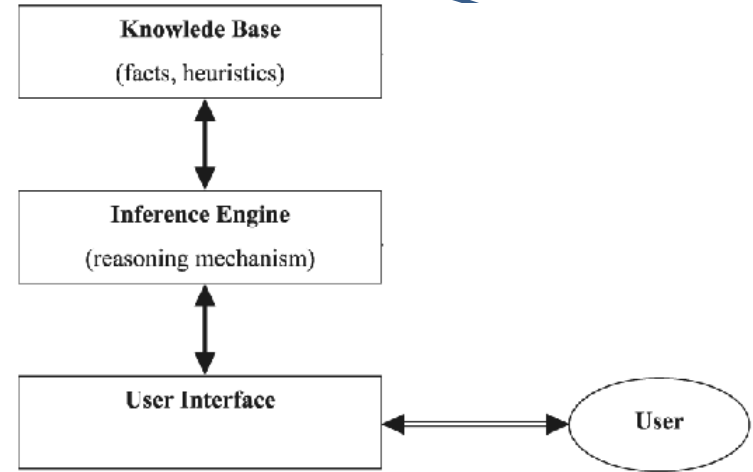 Knowlede Base
(facts, heuristics)
Inference Engine
(reasoning mechanism)
User Interface
User